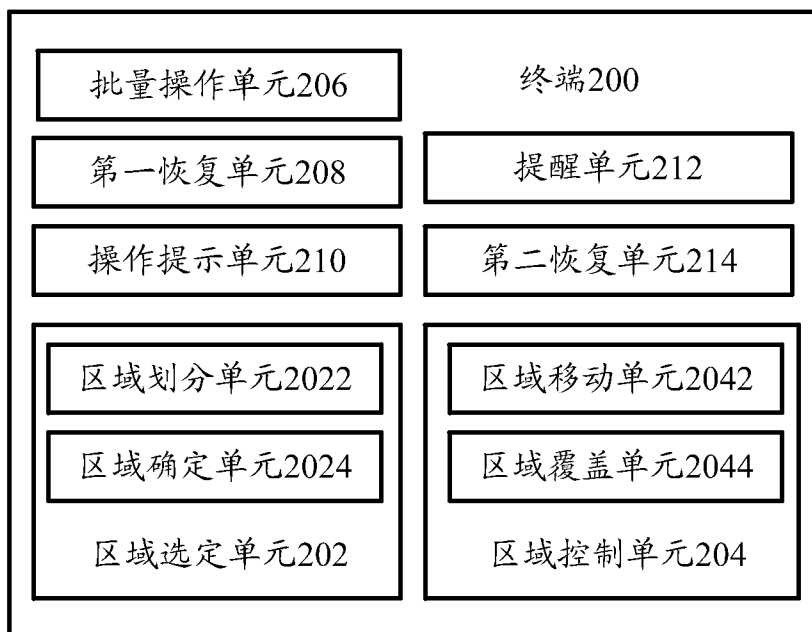 批量操作单元206
终端200
第一恢复单元208
提醒单元212
操作提示单元210
第二恢复单元214
区域划分单元2022
区域移动单元2042
区域确定单元2024
区域覆盖单元2044
区域选定单元202
区域控制单元204